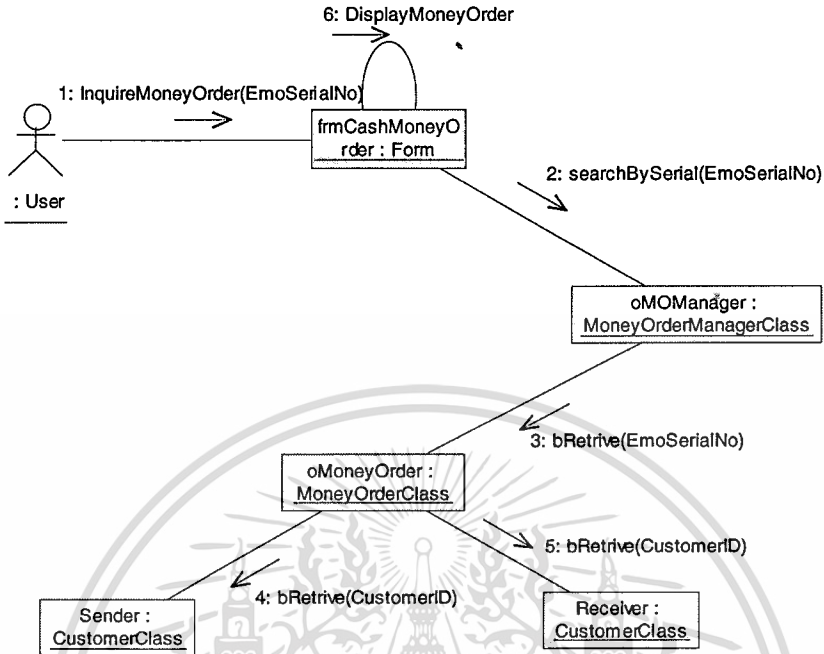 6: DisplayMoneyOrder
1: InquireMoneyOrder(EmoSerialNo)
frmCashMoneyO
rder : Form
: User
2: searchBySerial(EmoSerialNo)
oMOManager :
MoneyOrderManagerClass
3: bRetrive(EmoSerialNo)
oMoneyOrder :
MoneyOrderClass
5: bRetrive(CustomerID)
4: bRetrive(CustomerID)
Sender :
CustomerClass
Receiver :
CustomerClass